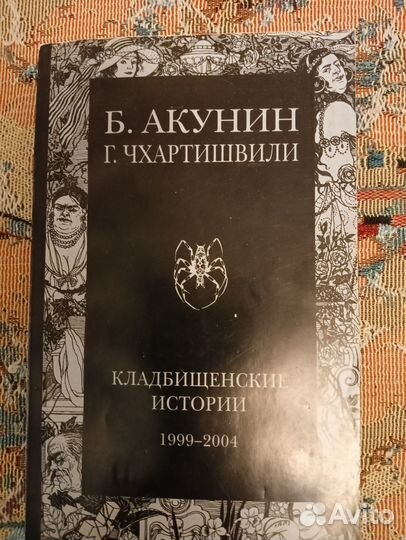 Б. АКУНИН
Г. ЧХАРТИШВИЛИ
КЛАДБИЩЕНСКИЕ
ИСТОРИИ
1999–2004
Avito